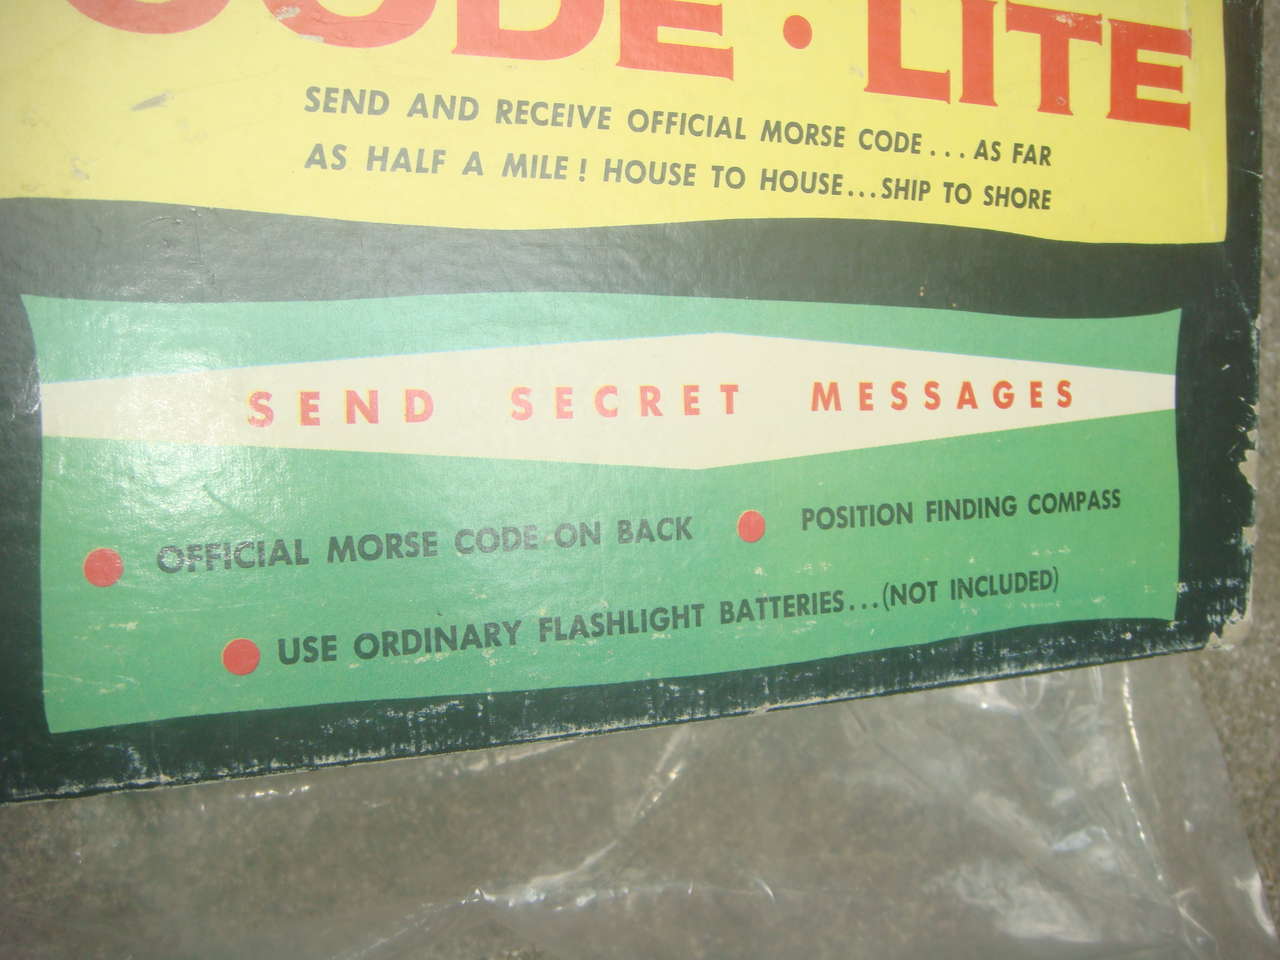 CODE · LITE
SEND AND RECEIVE OFFICIAL MORSE CODE... AS FAR
AS HALF A MILE! HOUSE TO HOUSE...SHIP TO SHORE
SEND SECRET MESSAGES
OFFICIAL MORSE CODE ON BACK
POSITION FINDING COMPASS
USE ORDINARY FLASHLIGHT BATTERIES...(NOT INCLUDED)